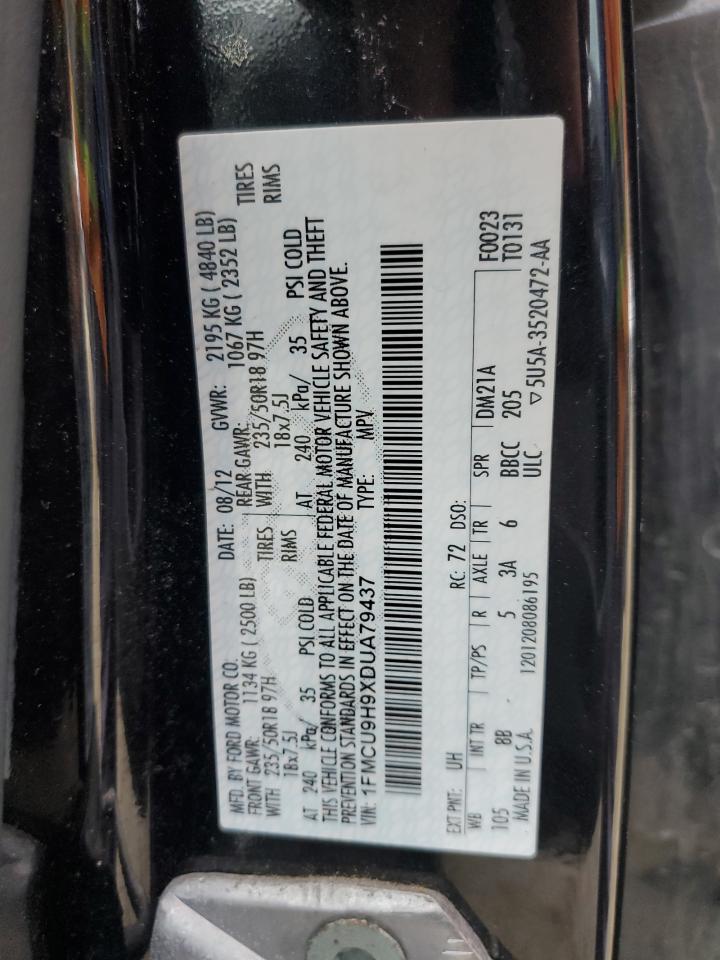 MFD. BY FORD MOTOR CO. DATE: 08/12 GVWR: 2195 KG ( 4840 LB)
FRONT GAWR: 1134 KG ( 2500 LB) REAR GAWR: 1067 KG ( 2352 LB)
WITH 235/50R18 97H TIRES WITH 235/50R18 97H TIRES
18x7.5J RIMS 18x7.5J RIMS
AT 240 kPa/ 35 PSI COLD AT 240 kPa/ 35 PSI COLD
THIS VEHICLE CONFORMS TO ALL APPLICABLE FEDERAL MOTOR VEHICLE SAFETY AND THEFT
PREVENTION STANDARDS IN EFFECT ON THE DATE OF MANUFACTURE SHOWN ABOVE.
VIN: 1FMCU9H9XDUA79437 TYPE: MPV
EXT PNT: UH RC: 72 DSO: F0023
WB INT TR TP/PS R AXLE TR SPR DM21A T0131
105 8B 5 3A 6 BBCC 205
MADE IN U.S.A. 1201208086195 ULC ▽5U5A-3520472-AA